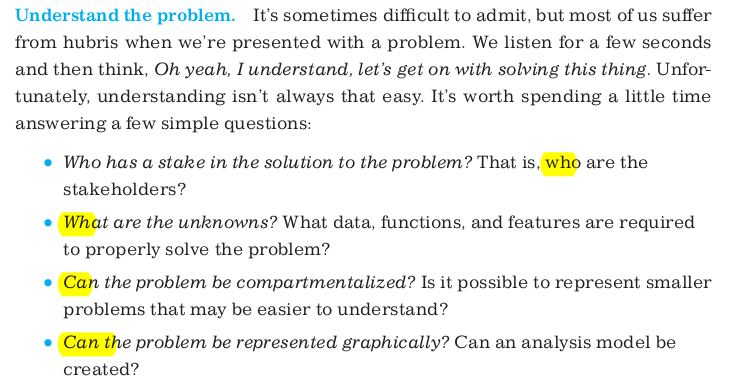 Understand the problem. It's sometimes difficult to admit, but most of us suffer
from hubris when we're presented with a problem. We listen for a few seconds
and then think, Oh yeah, I understand, let's get on with solving this thing. Unfor-
tunately, understanding isn't always that easy. It's worth spending a little time
answering a few simple questions:
• Who has a stake in the solution to the problem? That is, who are the
stakeholders?
• What are the unknowns? What data, functions, and features are required
to properly solve the problem?
• Can the problem be compartmentalized? Is it possible to represent smaller
problems that may be easier to understand?
• Can the problem be represented graphically? Can an analysis model be
created?